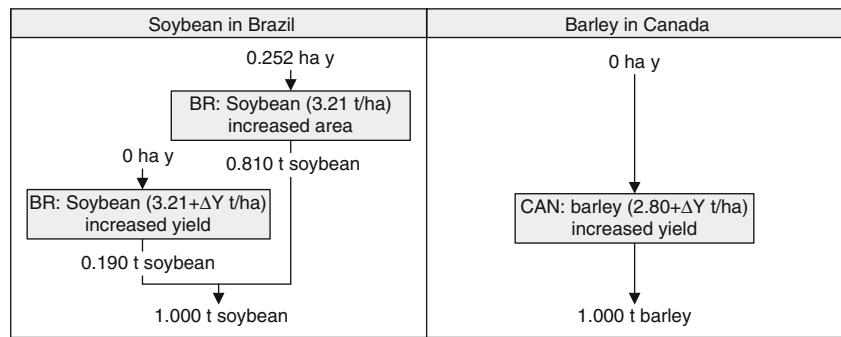 Soybean in Brazil
0.252 ha y
BR: Soybean (3.21 t/ha)
increased area
0 ha y
0.810 t soybean
BR: Soybean (3.21+ΔY t/ha)
increased yield
0.190 t soybean
1.000 t soybean
Barley in Canada
0 ha y
CAN: barley (2.80+ΔY t/ha)
increased yield
1.000 t barley